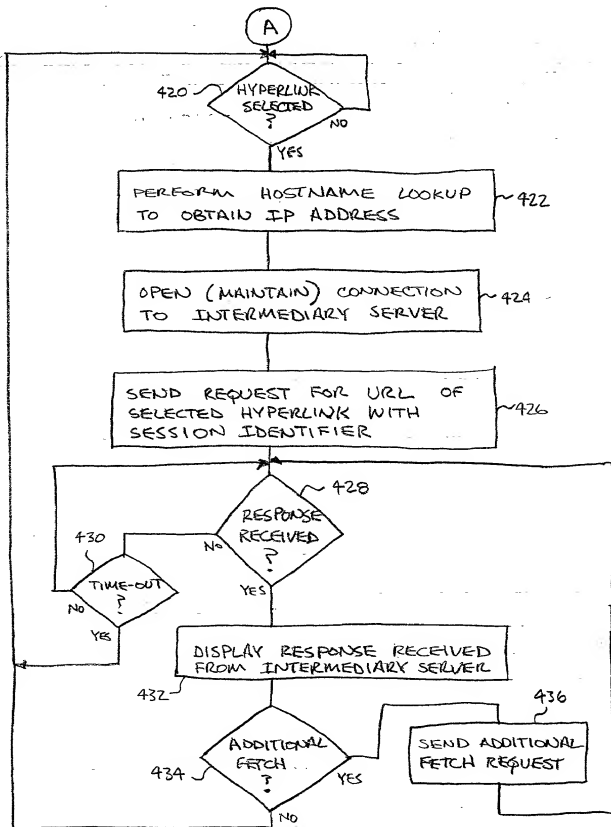 A
420
HYPERLINK
SELECTED
?
NO
YES
PERFORM HOSTNAME LOOKUP
TO OBTAIN IP ADDRESS
422
OPEN (MAINTAIN) CONNECTION
TO INTERMEDIARY SERVER
424
SEND REQUEST FOR URL OF
SELECTED HYPERLINK WITH
SESSION IDENTIFIER
426
428
RESPONSE
RECEIVED
?
NO
YES
430
TIME-OUT
?
NO
YES
DISPLAY RESPONSE RECEIVED
FROM INTERMEDIARY SERVER
432
ADDITIONAL
FETCH
?
434
YES
NO
436
SEND ADDITIONAL
FETCH REQUEST